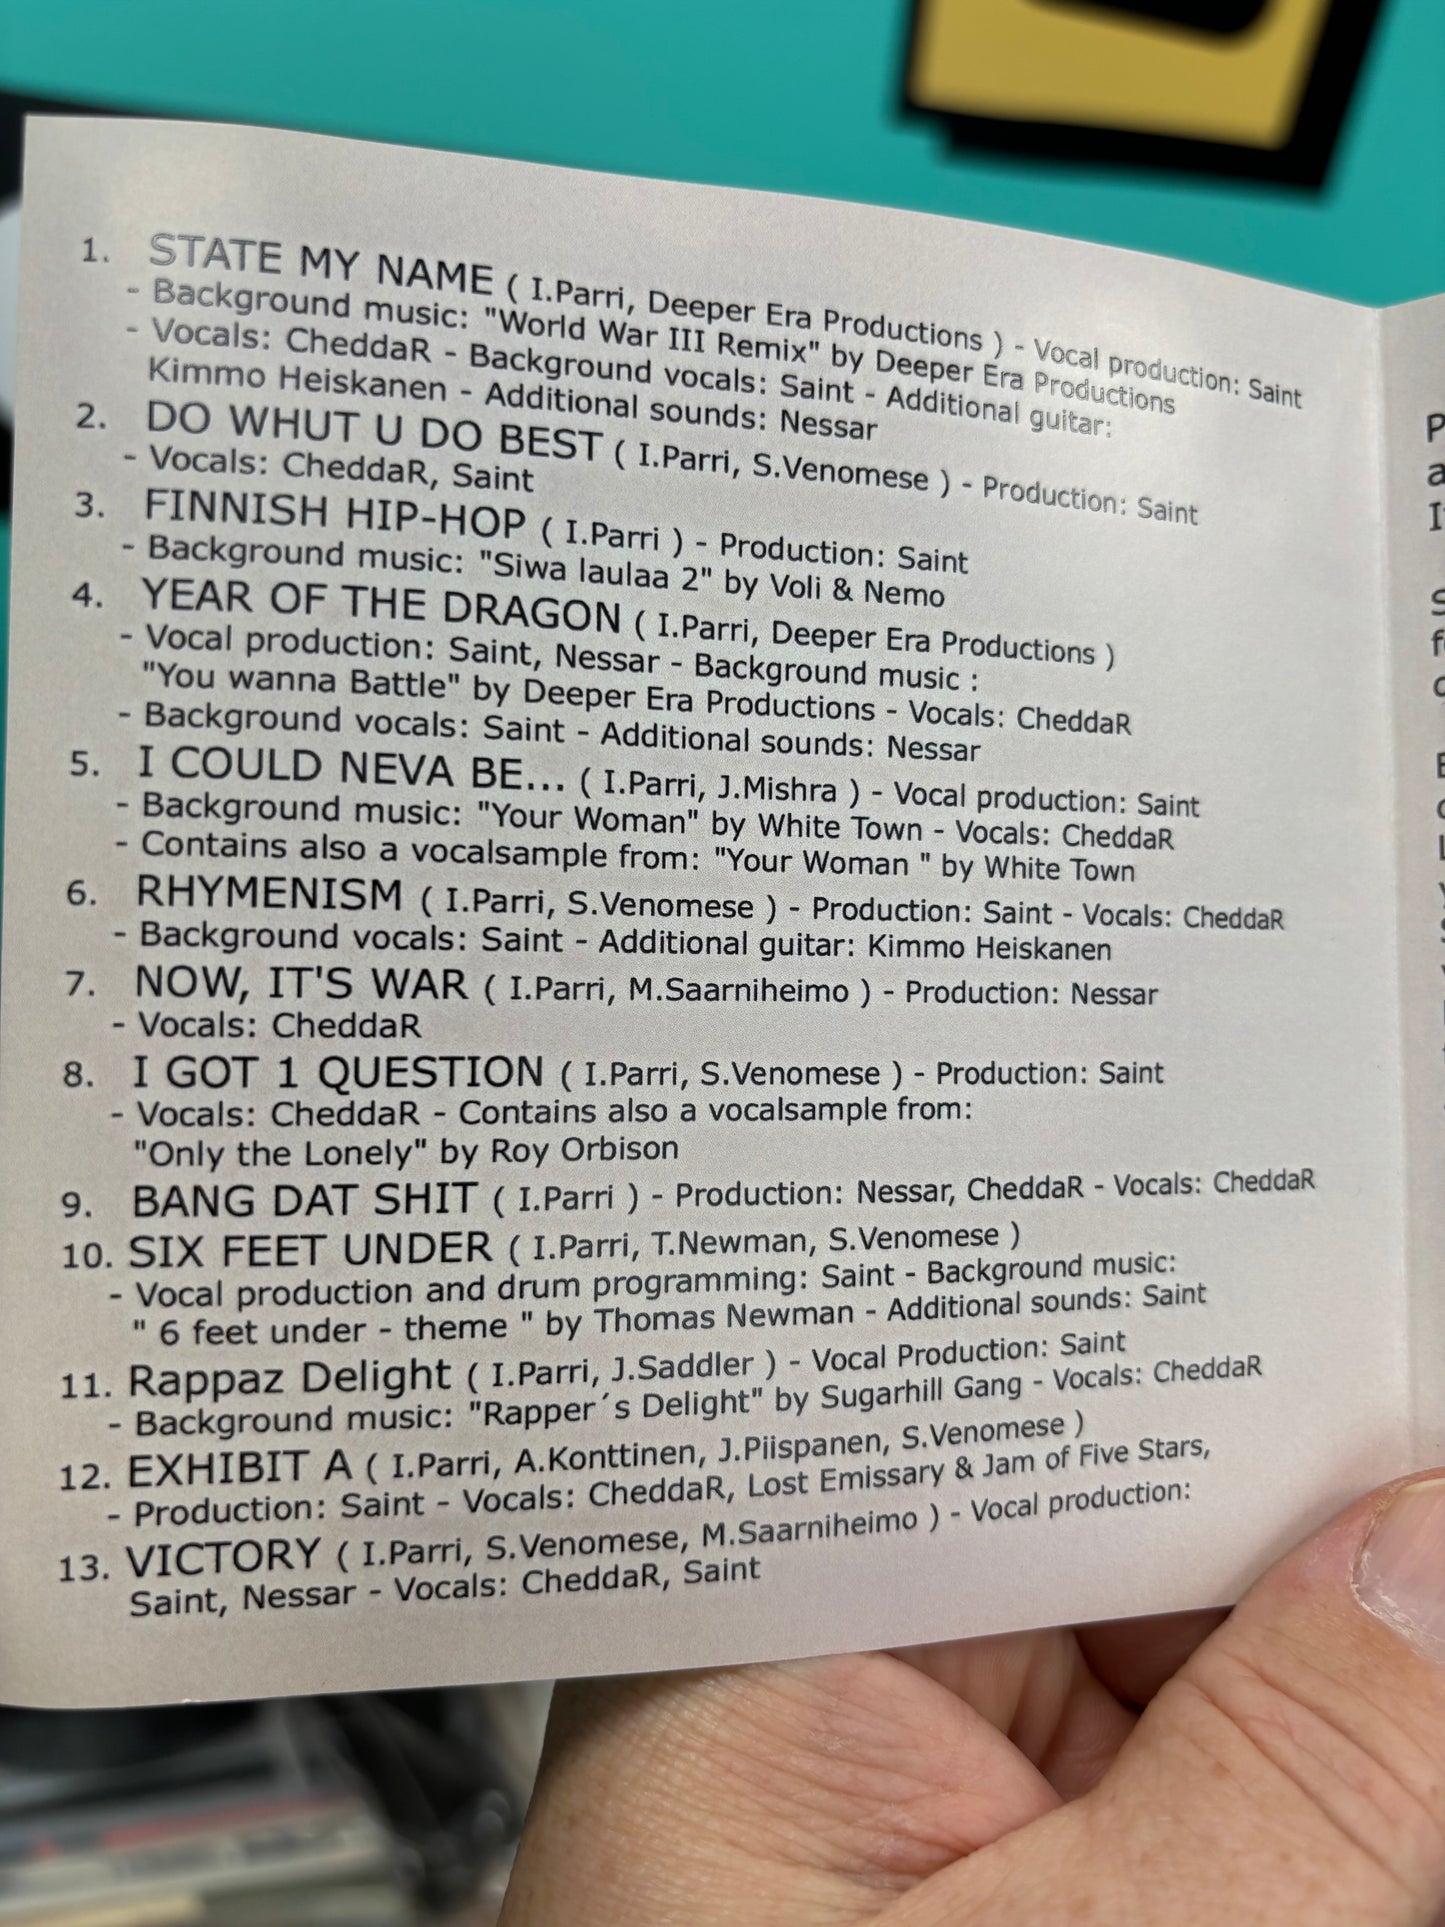 1. STATE MY NAME ( I.Parri, Deeper Era Productions ) - Vocal production: Saint
- Background music: "World War III Remix" by Deeper Era Productions
- Vocals: CheddaR - Background vocals: Saint - Additional guitar:
Kimmo Heiskanen - Additional sounds: Nessar
2. DO WHUT U DO BEST ( I.Parri, S.Venomese ) - Production: Saint
- Vocals: CheddaR, Saint
3. FINNISH HIP-HOP ( I.Parri ) - Production: Saint
- Background music: "Siwa laulaa 2" by Voli & Nemo
4. YEAR OF THE DRAGON ( I.Parri, Deeper Era Productions )
- Vocal production: Saint, Nessar - Background music :
"You wanna Battle" by Deeper Era Productions - Vocals: CheddaR
- Background vocals: Saint - Additional sounds: Nessar
5. I COULD NEVA BE... ( I.Parri, J.Mishra ) - Vocal production: Saint
- Background music: "Your Woman" by White Town - Vocals: CheddaR
- Contains also a vocalsample from: "Your Woman " by White Town
6. RHYMENISM ( I.Parri, S.Venomese ) - Production: Saint - Vocals: CheddaR
- Background vocals: Saint - Additional guitar: Kimmo Heiskanen
7. NOW, IT'S WAR ( I.Parri, M.Saarniheimo ) - Production: Nessar
- Vocals: CheddaR
8. I GOT 1 QUESTION ( I.Parri, S.Venomese ) - Production: Saint
- Vocals: CheddaR - Contains also a vocalsample from:
"Only the Lonely" by Roy Orbison
9. BANG DAT SHIT ( I.Parri ) - Production: Nessar, CheddaR - Vocals: CheddaR
10. SIX FEET UNDER ( I.Parri, T.Newman, S.Venomese )
- Vocal production and drum programming: Saint - Background music:
" 6 feet under - theme " by Thomas Newman - Additional sounds: Saint
11. Rappaz Delight ( I.Parri, J.Saddler ) - Vocal Production: Saint
- Background music: "Rapper´s Delight" by Sugarhill Gang - Vocals: CheddaR
12. EXHIBIT A ( I.Parri, A.Konttinen, J.Piispanen, S.Venomese )
- Production: Saint - Vocals: CheddaR, Lost Emissary & Jam of Five Stars,
13. VICTORY ( I.Parri, S.Venomese, M.Saarniheimo ) - Vocal production:
Saint, Nessar - Vocals: CheddaR, Saint